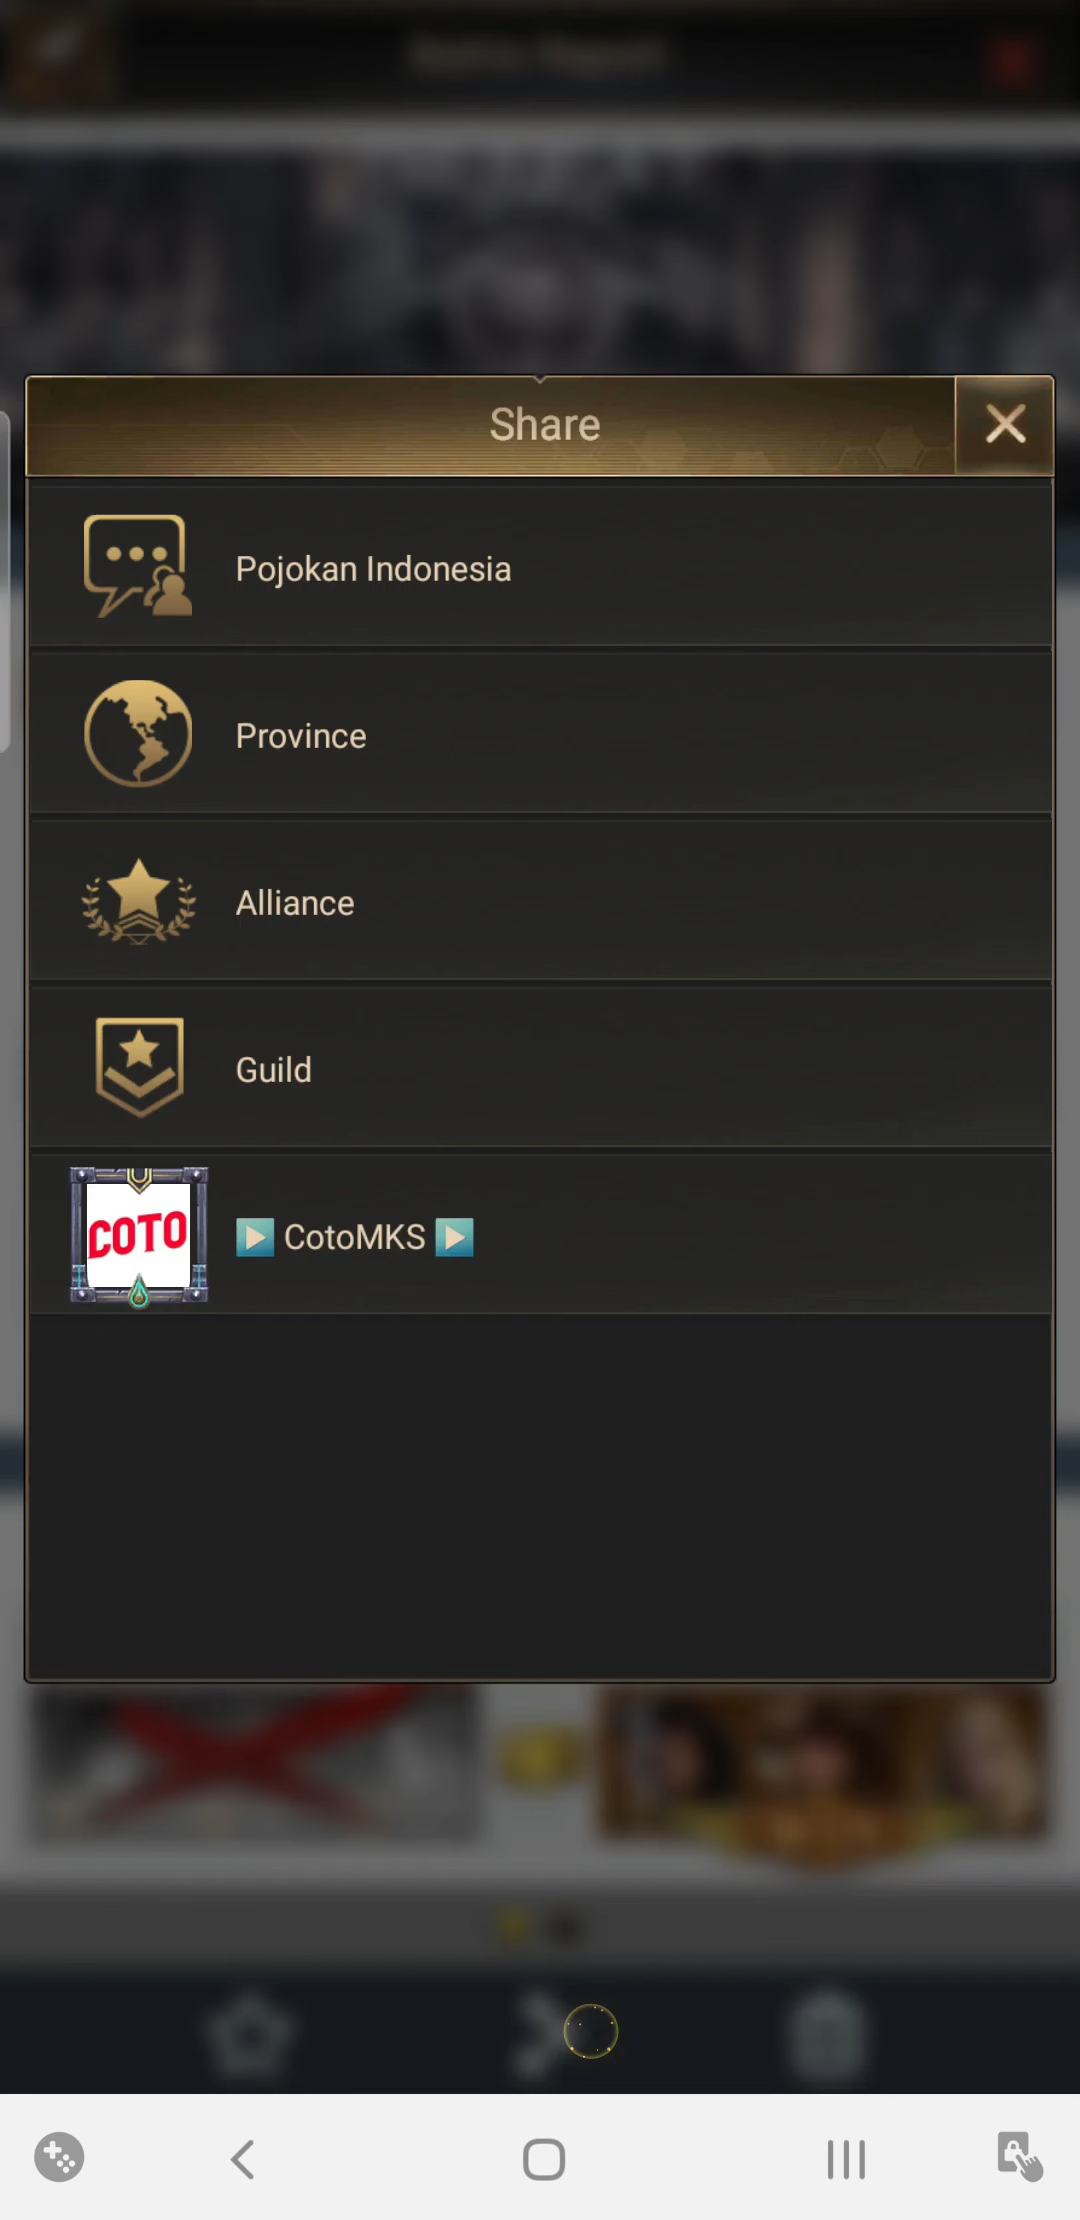 Share
Pojokan Indonesia
Province
Alliance
Guild
COTO
▶ CotoMKS ▶